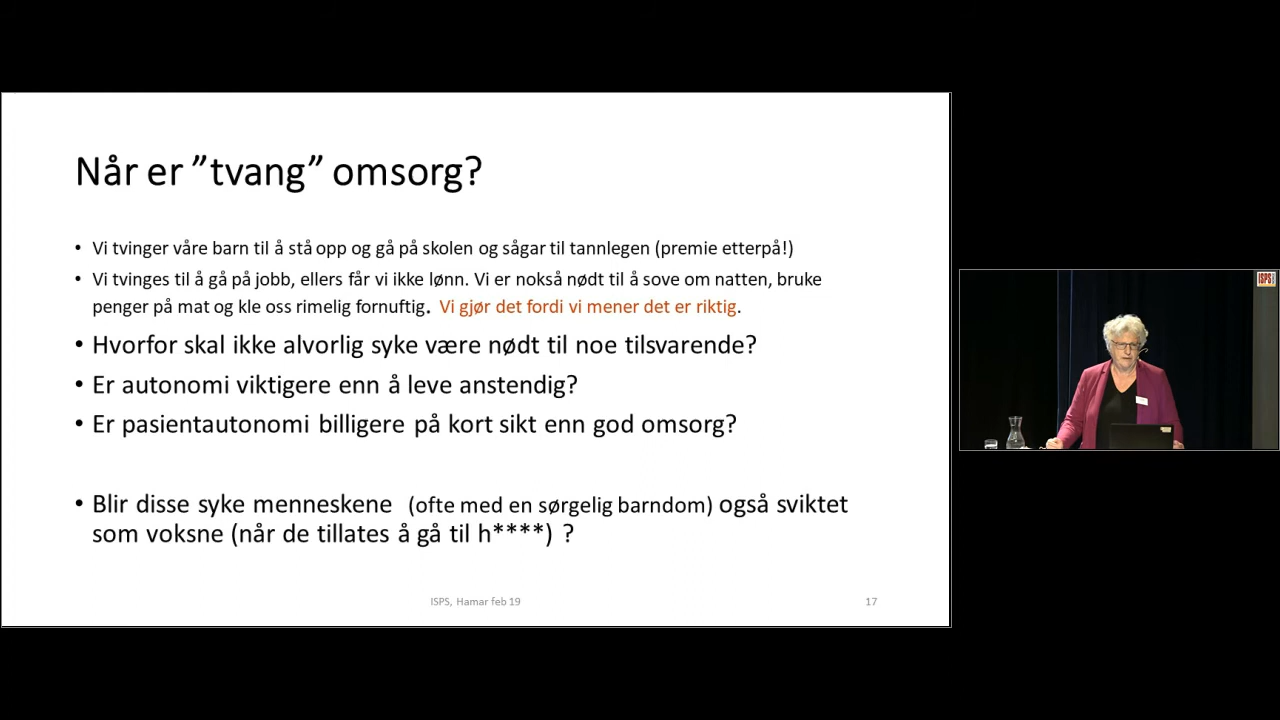 Når er ”tvang” omsorg?
• Vi tvinger våre barn til å stå opp og gå på skolen og sågar til tannlegen (premie etterpå!)
• Vi tvinges til å gå på jobb, ellers får vi ikke lønn. Vi er nokså nødt til å sove om natten, bruke
penger på mat og kle oss rimelig fornuftig. Vi gjør det fordi vi mener det er riktig.
• Hvorfor skal ikke alvorlig syke være nødt til noe tilsvarende?
• Er autonomi viktigere enn å leve anstendig?
• Er pasientautonomi billigere på kort sikt enn god omsorg?
• Blir disse syke menneskene (ofte med en sørgelig barndom) også sviktet
som voksne (når de tillates å gå til h****) ?
ISPS, Hamar feb 19
17
ISPS